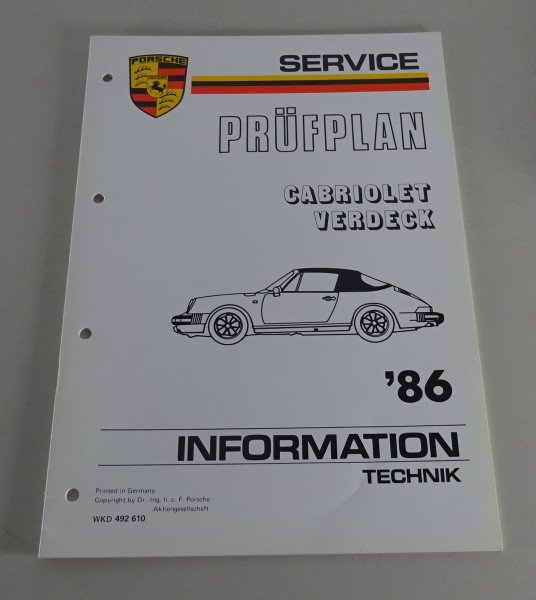 PORSCHE
SERVICE
PRÜFPLAN
CABRIOLET
VERDECK
'86
INFORMATION
TECHNIK
Printed in Germany
Copyright by Dr. -Ing. h. c. F. Porsche
Aktiengesellschaft
WKD 492 610